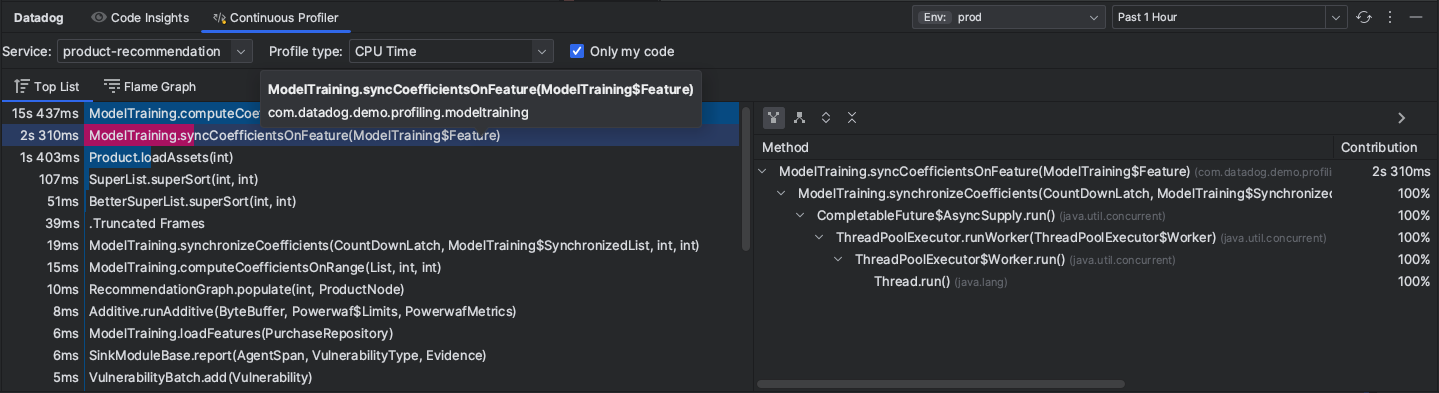 Datadog Code Insights Continuous Profiler Env: prod Past 1 Hour
Service: product-recommendation Profile type: CPU Time Only my code
Top List Flame Graph
ModelTraining.syncCoefficientsOnFeature(ModelTraining$Feature)
com.datadog.demo.profiling.modeltraining
15s 437ms ModelTraining.computeCoe
2s 310ms ModelTraining.syncCoefficientsOnFeature(ModelTraining$Feature)
1s 403ms Product.loadAssets(int)
107ms SuperList.superSort(int, int)
51ms BetterSuperList.superSort(int, int)
39ms .Truncated Frames
19ms ModelTraining.synchronizeCoefficients(CountDownLatch, ModelTraining$SynchronizedList, int, int)
15ms ModelTraining.computeCoefficientsOnRange(List, int, int)
10ms RecommendationGraph.populate(int, ProductNode)
8ms Additive.runAdditive(ByteBuffer, Powerwaf$Limits, PowerwafMetrics)
6ms ModelTraining.loadFeatures(PurchaseRepository)
6ms SinkModuleBase.report(AgentSpan, VulnerabilityType, Evidence)
5ms VulnerabilityBatch.add(Vulnerability)
Method Contribution
ModelTraining.syncCoefficientsOnFeature(ModelTraining$Feature) (com.datadog.demo.profili 2s 310ms
ModelTraining.synchronizeCoefficients(CountDownLatch, ModelTraining$Synchronized 100%
CompletableFuture$AsyncSupply.run() (java.util.concurrent) 100%
ThreadPoolExecutor.runWorker(ThreadPoolExecutor$Worker) (java.util.concurrent) 100%
ThreadPoolExecutor$Worker.run() (java.util.concurrent) 100%
Thread.run() (java.lang) 100%